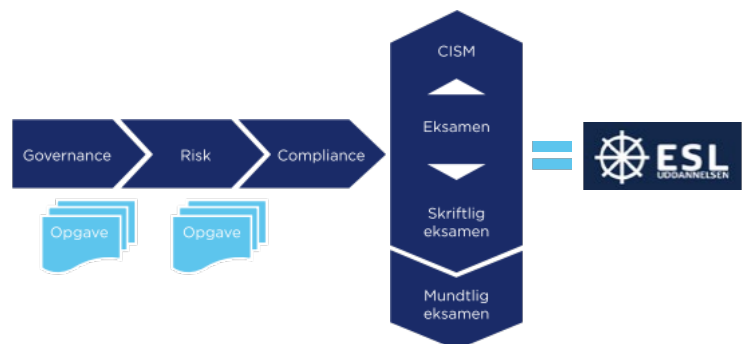 Governance
Risk
Compliance
Opgave
Opgave
CISM
Eksamen
Skriftlig
eksamen
Mundtlig
eksamen
ESL
UDDANNELSEN